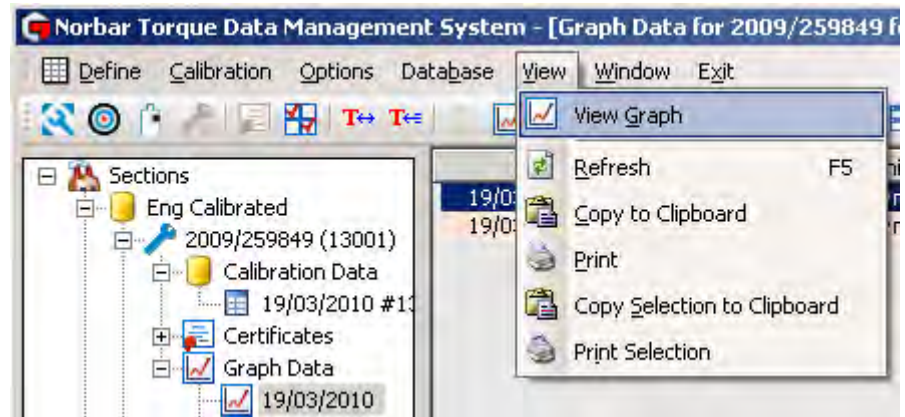 Norbar Torque Data Management System - [Graph Data for 2009/259849 f
Define Calibration Options Database View Window Exit
T T
View Graph
Refresh F5
Copy to Clipboard
Print
Copy Selection to Clipboard
Print Selection
Sections
Eng Calibrated
2009/259849 (13001)
Calibration Data
19/03/2010 #13
Certificates
Graph Data
19/03/2010
19/0
19/0